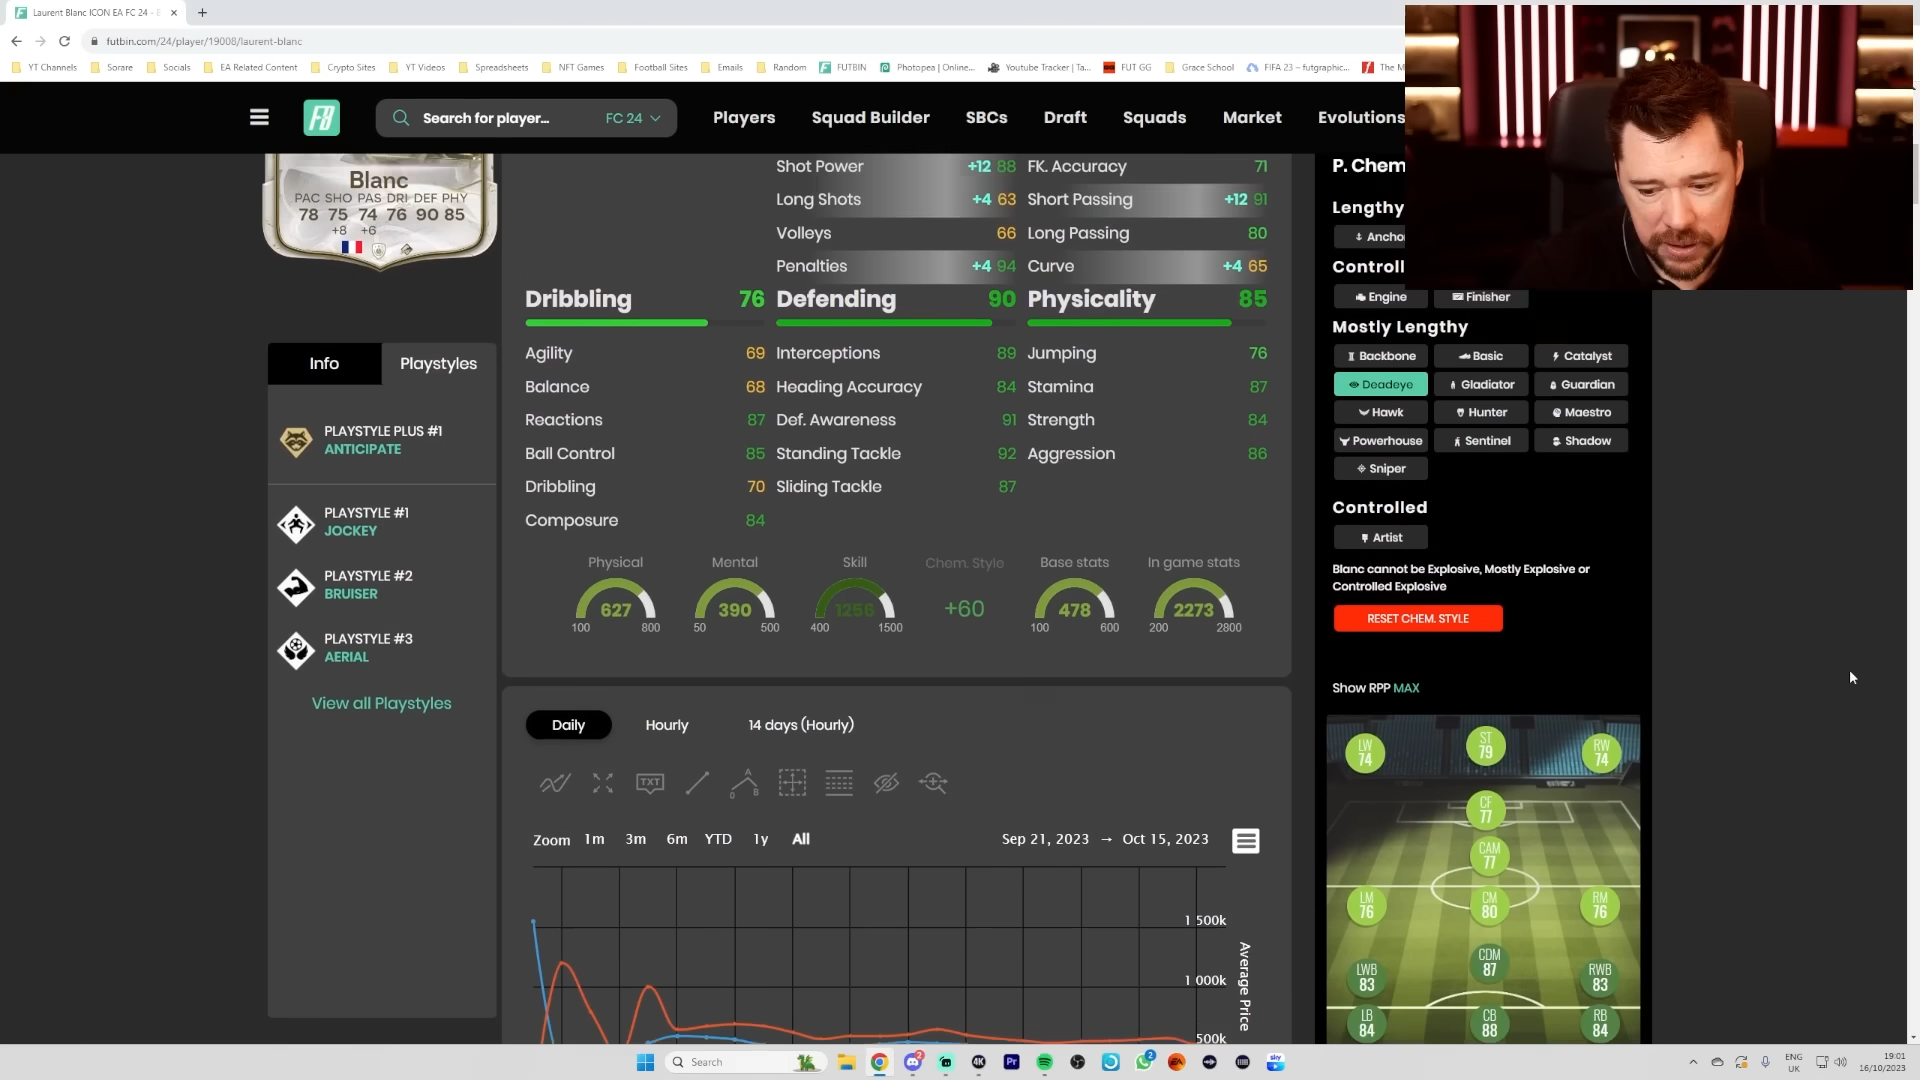 Laurent Blanc ICON EA FC 24 - E
futbin.com/24/player/19008/laurent-blanc
YT Channels
Sorare
Socials
EA Related Content
Crypto Sites
YT Videos
Spreadsheets
NFT Games
Football Sites
Emails
Random
FUTBIN
Photopea | Online...
Youtube Tracker | Ta...
FUT GG
Grace School
FIFA 23 – futgraphic...
The M
Search for player...
FC 24
Players
Squad Builder
SBCs
Draft
Squads
Market
Evolutions
Blanc
PAC SHO PAS DRI DEF PHY
78 75 74 76 90 85
+8 +6
Info
Playstyles
PLAYSTYLE PLUS #1
ANTICIPATE
PLAYSTYLE #1
JOCKEY
PLAYSTYLE #2
BRUISER
PLAYSTYLE #3
AERIAL
View all Playstyles
Shot Power +12 88
Long Shots +4 63
Volleys 66
Penalties +4 94
FK. Accuracy 71
Short Passing +12 91
Long Passing 80
Curve +4 65
Dribbling 76
Agility 69
Balance 68
Reactions 87
Ball Control 85
Dribbling 70
Composure 84
Defending 90
Interceptions 89
Heading Accuracy 84
Def. Awareness 91
Standing Tackle 92
Sliding Tackle 87
Physicality 85
Jumping 76
Stamina 87
Strength 84
Aggression 86
Physical
627
100 800
Mental
390
50 500
Skill
1256
400 1500
Chem. Style
+60
Base stats
478
100 600
In game stats
2273
200 2800
Daily
Hourly
14 days (Hourly)
TXT
Zoom 1m 3m 6m YTD 1y All
Sep 21, 2023 → Oct 15, 2023
1 500k
1 000k
500k
Average Price
P. Chem
Lengthy
Ancho
Controll
Engine
Finisher
Mostly Lengthy
Backbone
Basic
Catalyst
Deadeye
Gladiator
Guardian
Hawk
Hunter
Maestro
Powerhouse
Sentinel
Shadow
Sniper
Controlled
Artist
Blanc cannot be Explosive, Mostly Explosive or
Controlled Explosive
RESET CHEM. STYLE
Show RPP MAX
LW
74
ST
79
RW
74
CF
77
CAM
77
LM
76
CM
80
RM
76
CDM
87
LWB
83
RWB
83
LB
84
CB
88
RB
84
Search
2
4K
Pr
2
EA
sky
ENG
UK
19:01
16/10/2023